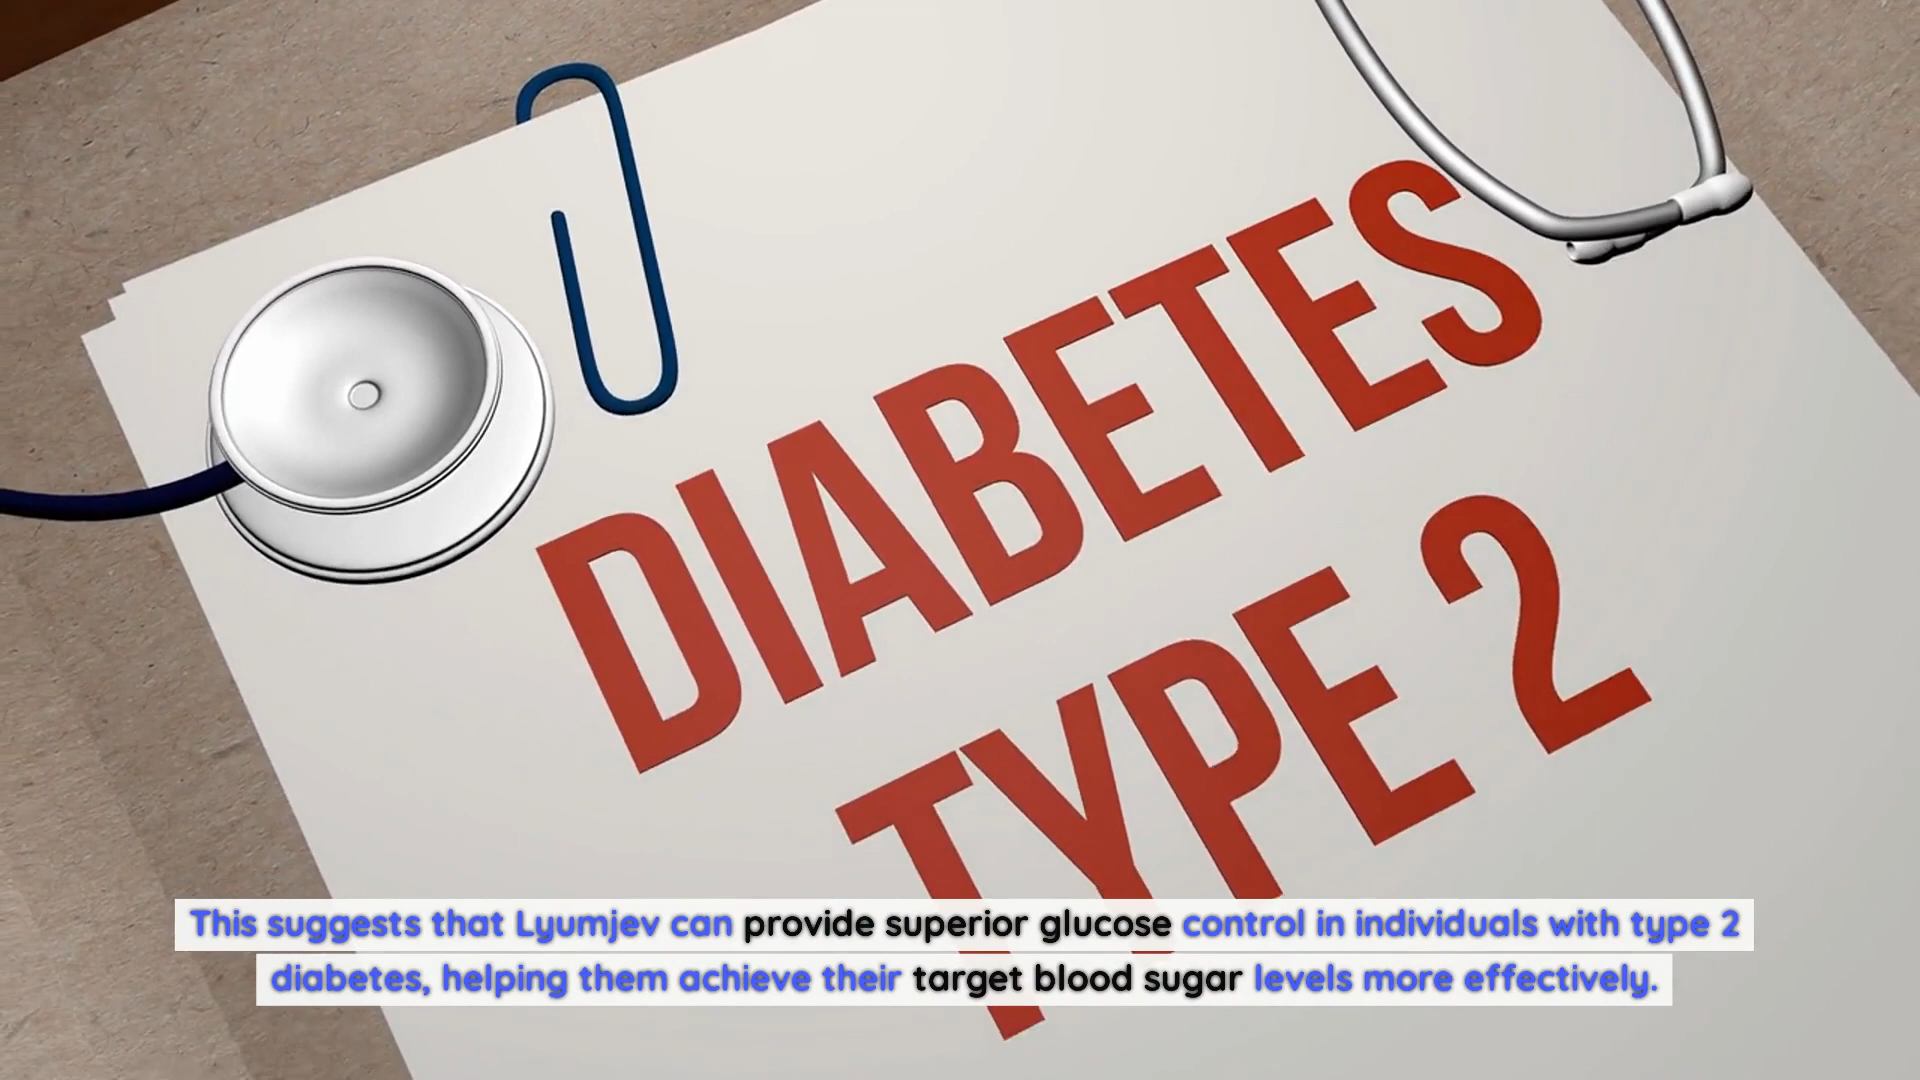 DIABETES
TYPE 2
This suggests that Lyumjev can provide superior glucose control in individuals with type 2
diabetes, helping them achieve their target blood sugar levels more effectively.